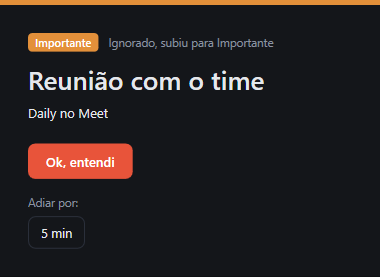 Importante Ignorado, subiu para Importante
Reunião com o time
Daily no Meet
Ok, entendi
Adiar por:
5 min